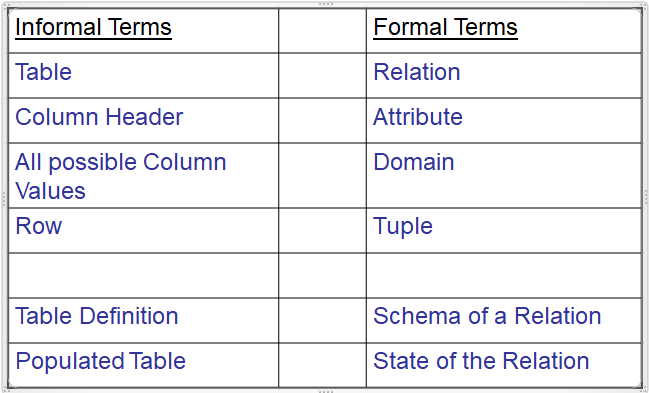 Informal Terms Formal Terms
Table Relation
Column Header Attribute
All possible Column Domain
Values
Row Tuple
Table Definition Schema of a Relation
Populated Table State of the Relation